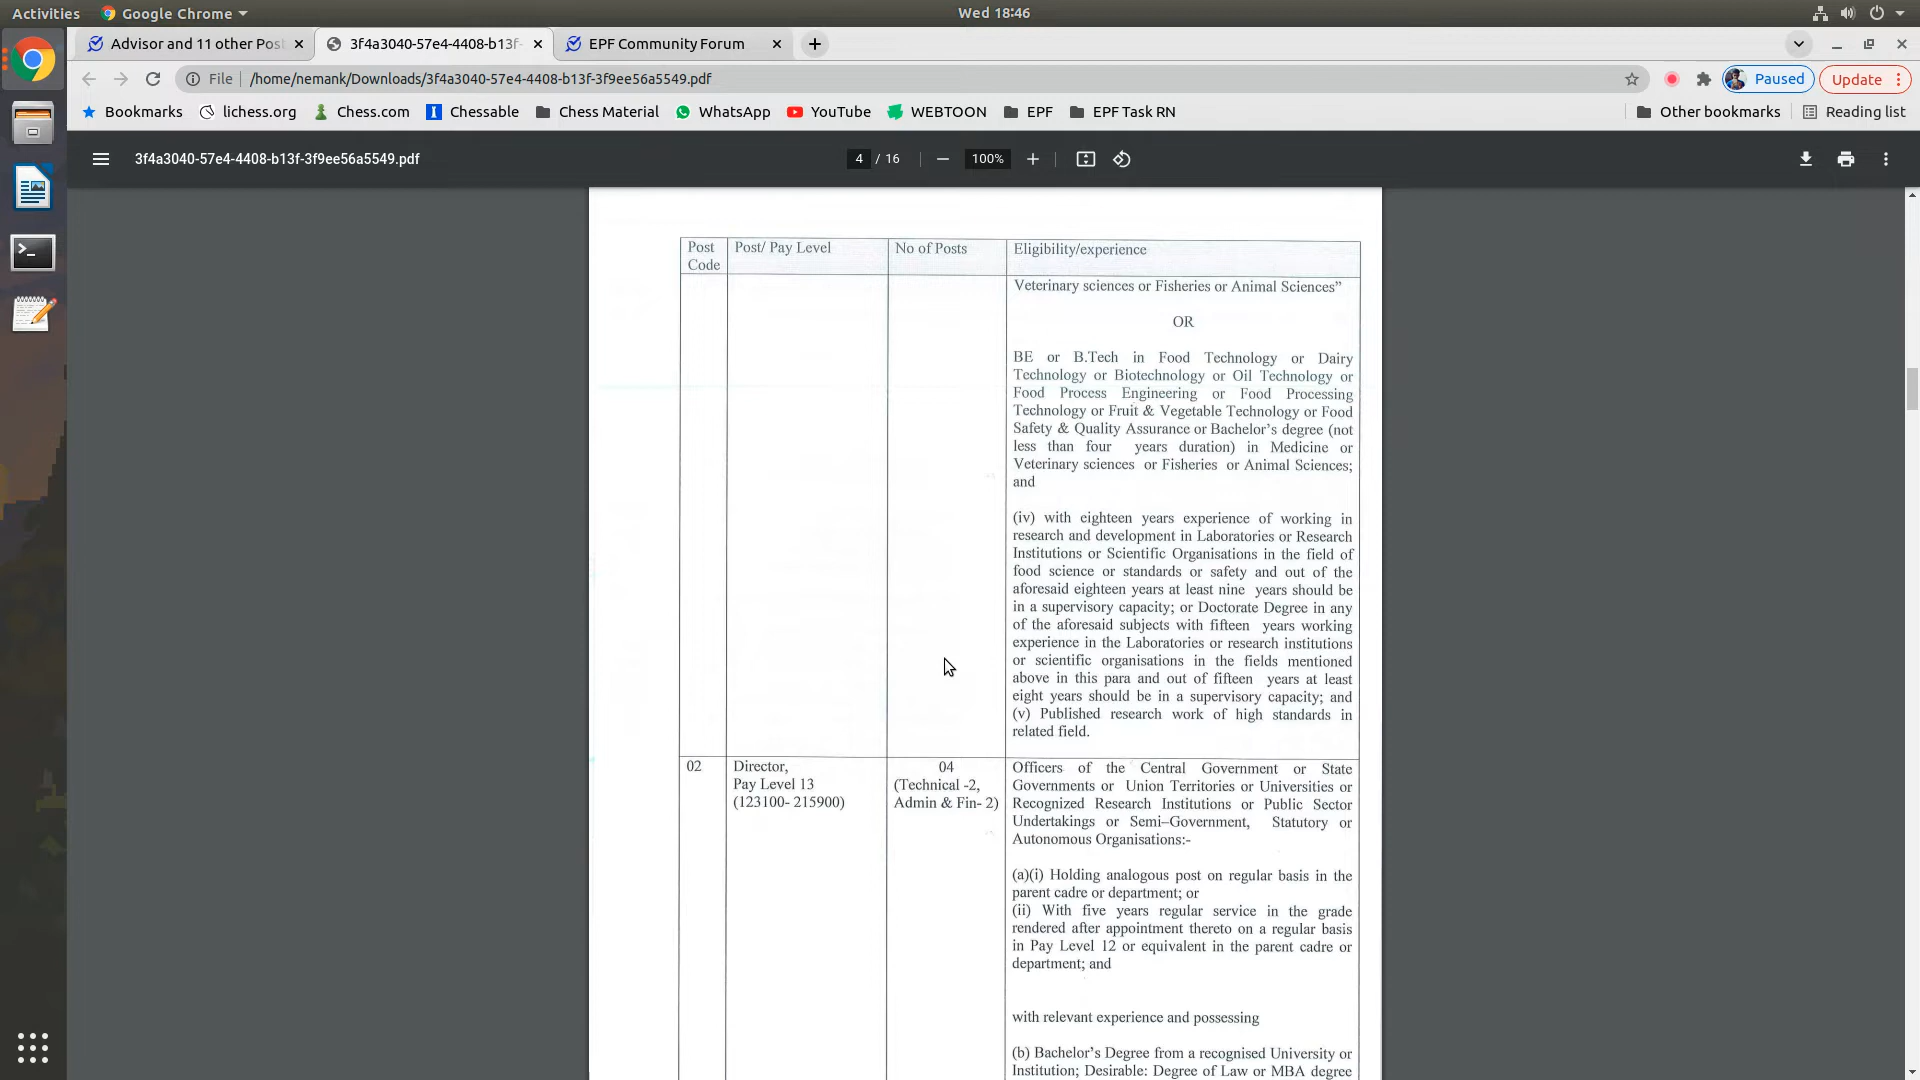 Activities
Google Chrome
Wed 18:46
Advisor and 11 other Pos
3f4a3040-57e4-4408-b13f-
EPF Community Forum
File
/home/nemank/Downloads/3f4a3040-57e4-4408-b13f-3f9ee56a5549.pdf
Paused
Update
Bookmarks
lichess.org
Chess.com
Chessable
Chess Material
WhatsApp
YouTube
WEBTOON
EPF
EPF Task RN
Other bookmarks
Reading list
3f4a3040-57e4-4408-b13f-3f9ee56a5549.pdf
4 / 16
100%
Post
Code
Post/ Pay Level
No of Posts
Eligibility/experience
Veterinary sciences or Fisheries or Animal Sciences”
OR
BE or B.Tech in Food Technology or Dairy
Technology or Biotechnology or Oil Technology or
Food Process Engineering or Food Processing
Technology or Fruit & Vegetable Technology or Food
Safety & Quality Assurance or Bachelor’s degree (not
less than four years duration) in Medicine or
Veterinary sciences or Fisheries or Animal Sciences;
and
(iv) with eighteen years experience of working in
research and development in Laboratories or Research
Institutions or Scientific Organisations in the field of
food science or standards or safety and out of the
aforesaid eighteen years at least nine years should be
in a supervisory capacity; or Doctorate Degree in any
of the aforesaid subjects with fifteen years working
experience in the Laboratories or research institutions
or scientific organisations in the fields mentioned
above in this para and out of fifteen years at least
eight years should be in a supervisory capacity; and
(v) Published research work of high standards in
related field.
02
Director,
Pay Level 13
(123100- 215900)
04
(Technical -2,
Admin & Fin- 2)
Officers of the Central Government or State
Governments or Union Territories or Universities or
Recognized Research Institutions or Public Sector
Undertakings or Semi–Government, Statutory or
Autonomous Organisations:-
(a)(i) Holding analogous post on regular basis in the
parent cadre or department; or
(ii) With five years regular service in the grade
rendered after appointment thereto on a regular basis
in Pay Level 12 or equivalent in the parent cadre or
department; and
with relevant experience and possessing
(b) Bachelor’s Degree from a recognised University or
Institution; Desirable: Degree of Law or MBA degree